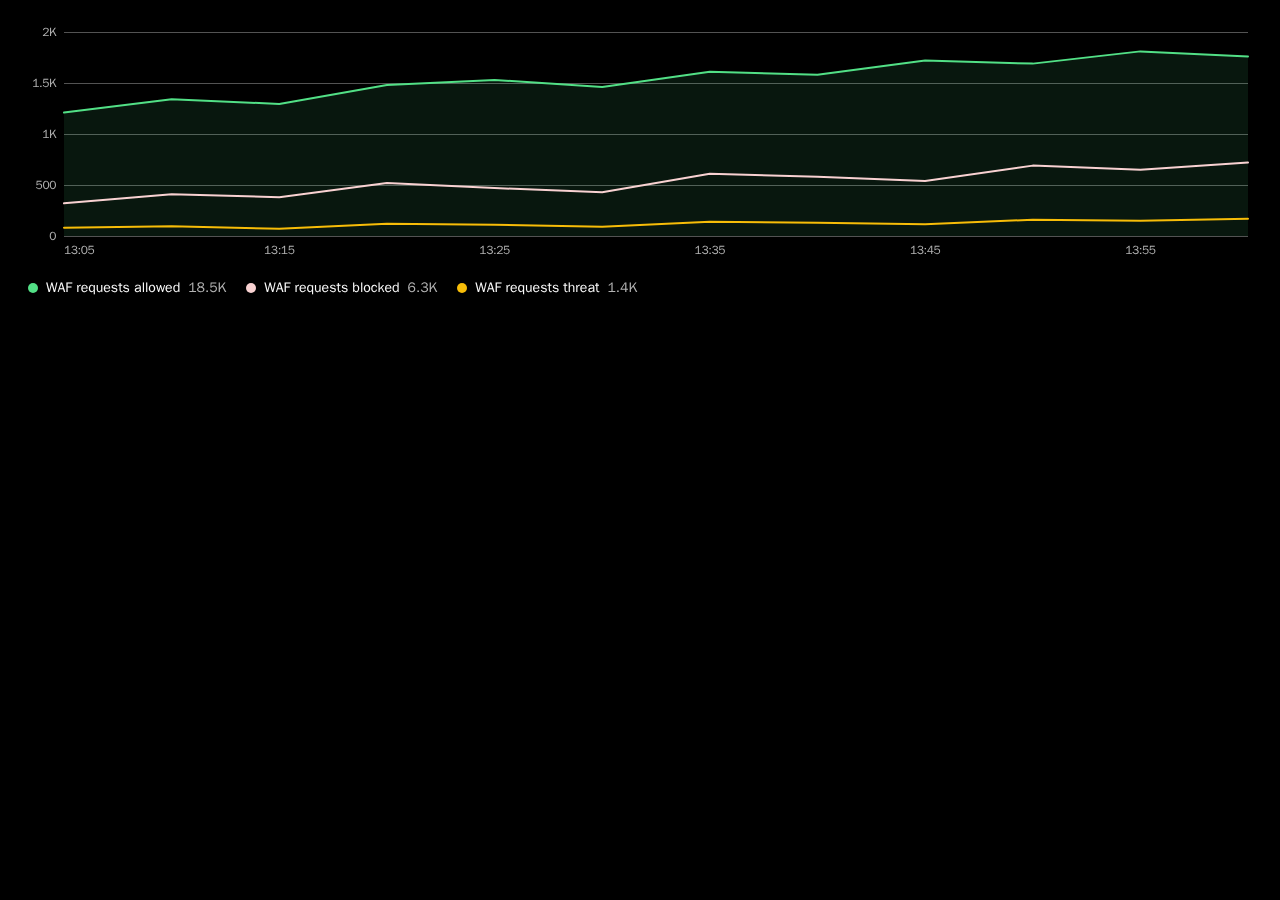 2K
1.5K
1K
500
0
13:05 13:15 13:25 13:35 13:45 13:55
WAF requests allowed 18.5K WAF requests blocked 6.3K WAF requests threat 1.4K